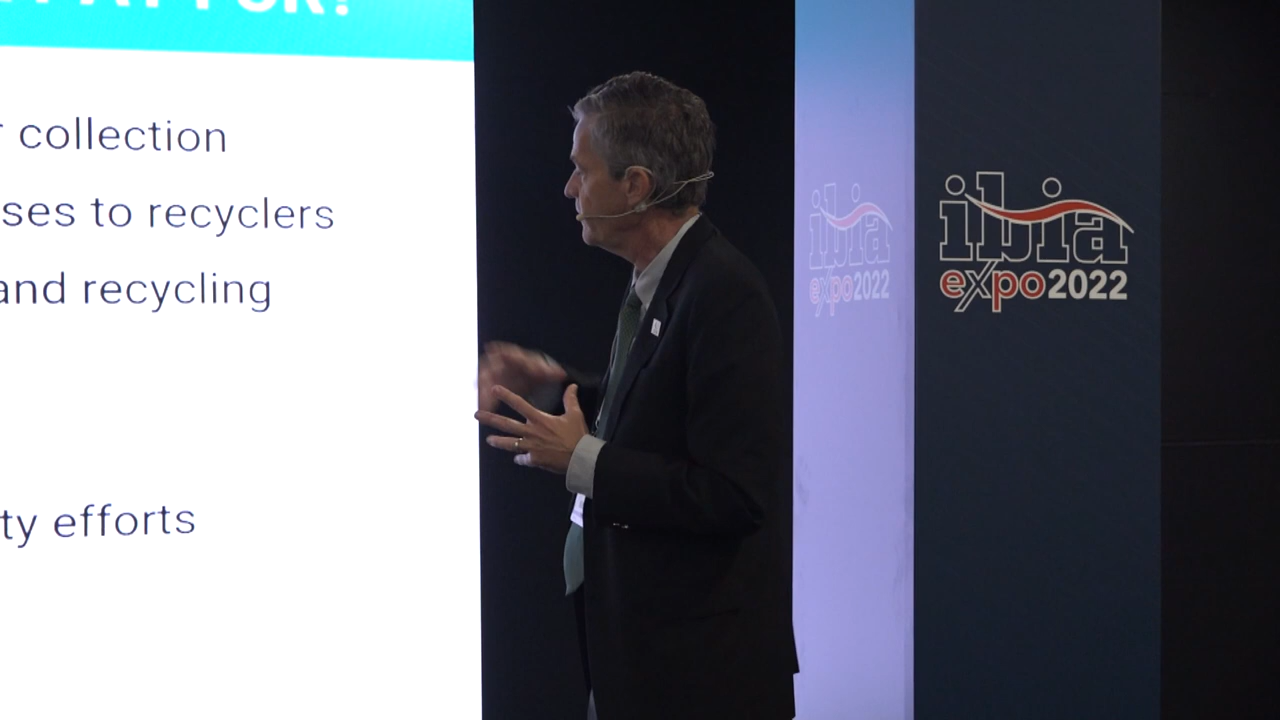 collection
ses to recyclers
and recycling
ty efforts
ibia
expo2022
ibia
expo2022